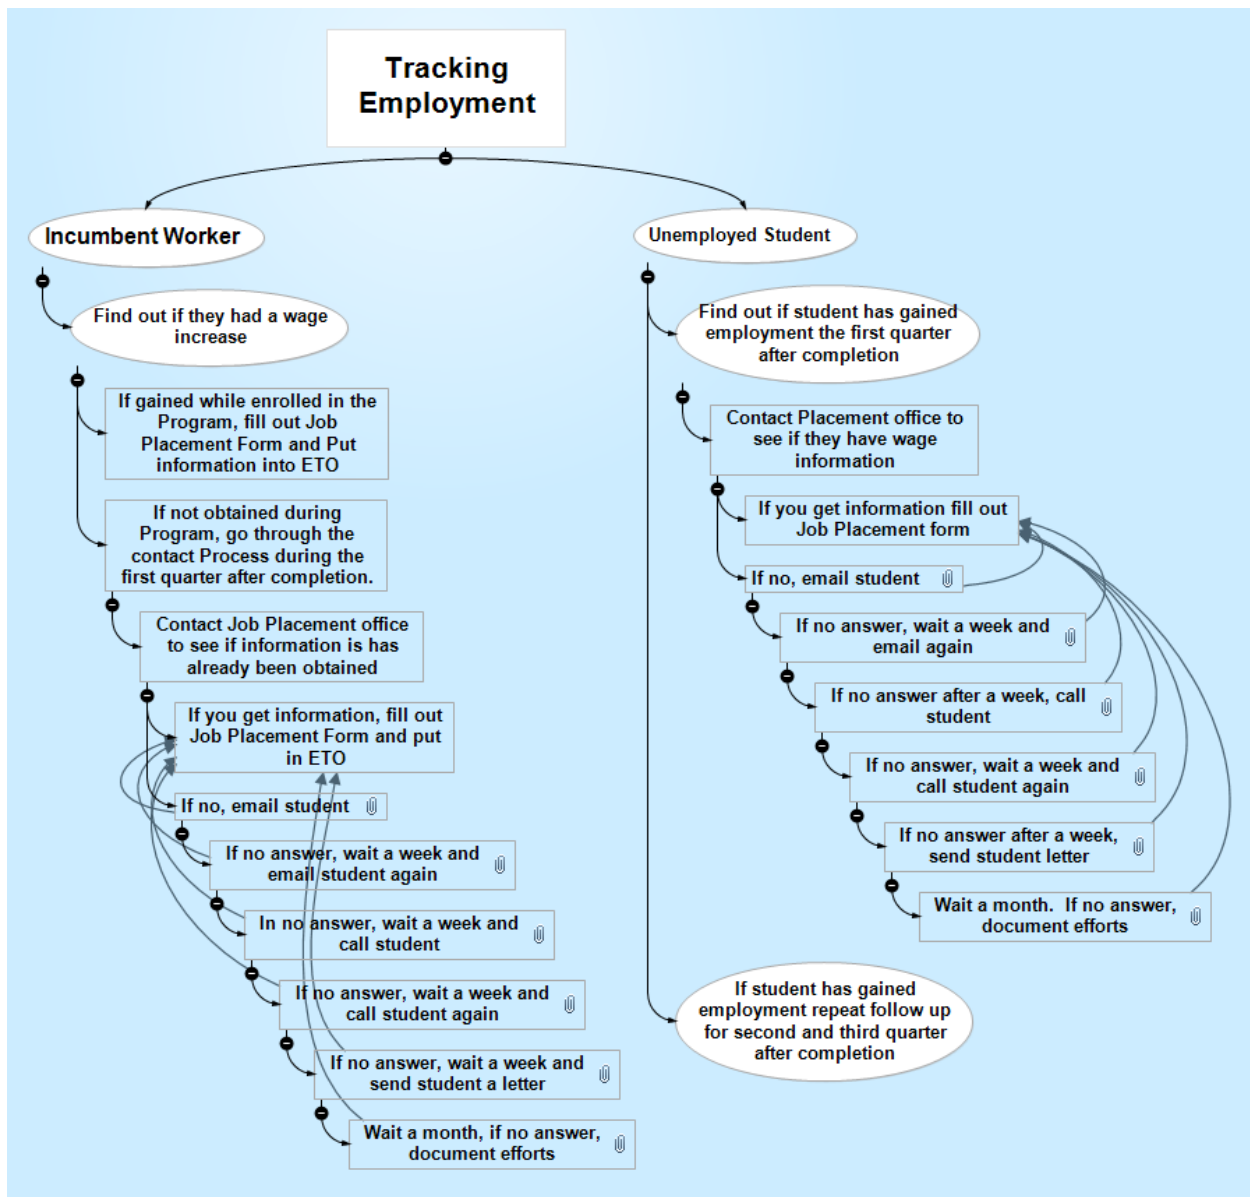 Tracking
Employment
Incumbent Worker
Find out if they had a wage
increase
If gained while enrolled in the
Program, fill out Job
Placement Form and Put
information into ETO
If not obtained during
Program, go through the
contact Process during the
first quarter after completion.
Contact Job Placement office
to see if information is has
already been obtained
If you get information, fill out
Job Placement Form and put
in ETO
If no, email student
If no answer, wait a week and
email student again
In no answer, wait a week and
call student
If no answer, wait a week and
call student again
If no answer, wait a week and
send student a letter
Wait a month, if no answer,
document efforts
Unemployed Student
Find out if student has gained
employment the first quarter
after completion
Contact Placement office to
see if they have wage
information
If you get information fill out
Job Placement form
If no, email student
If no answer, wait a week and
email again
If no answer after a week, call
student
If no answer, wait a week and
call student again
If no answer after a week,
send student letter
Wait a month.  If no answer,
document efforts
If student has gained
employment repeat follow up
for second and third quarter
after completion